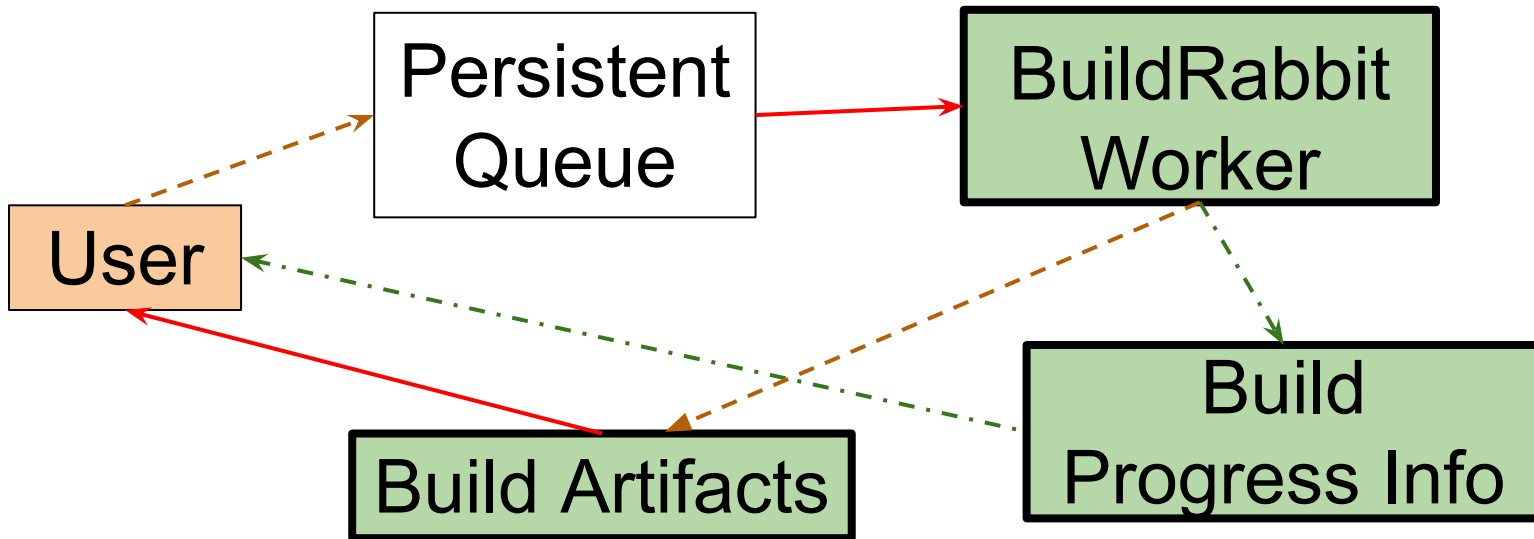 Persistent
Queue
BuildRabbit
Worker
User
Build
Progress Info
Build Artifacts